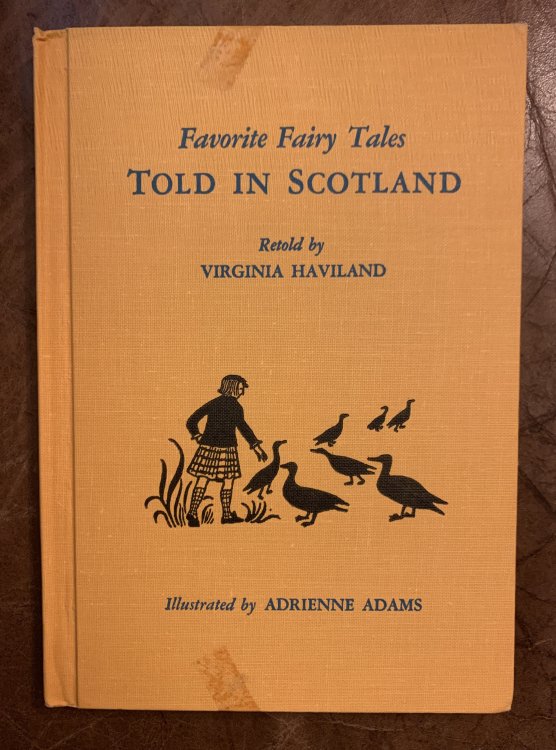 Favorite Fairy Tales
TOLD IN SCOTLAND
Retold by
VIRGINIA HAVILAND
Illustrated by ADRIENNE ADAMS